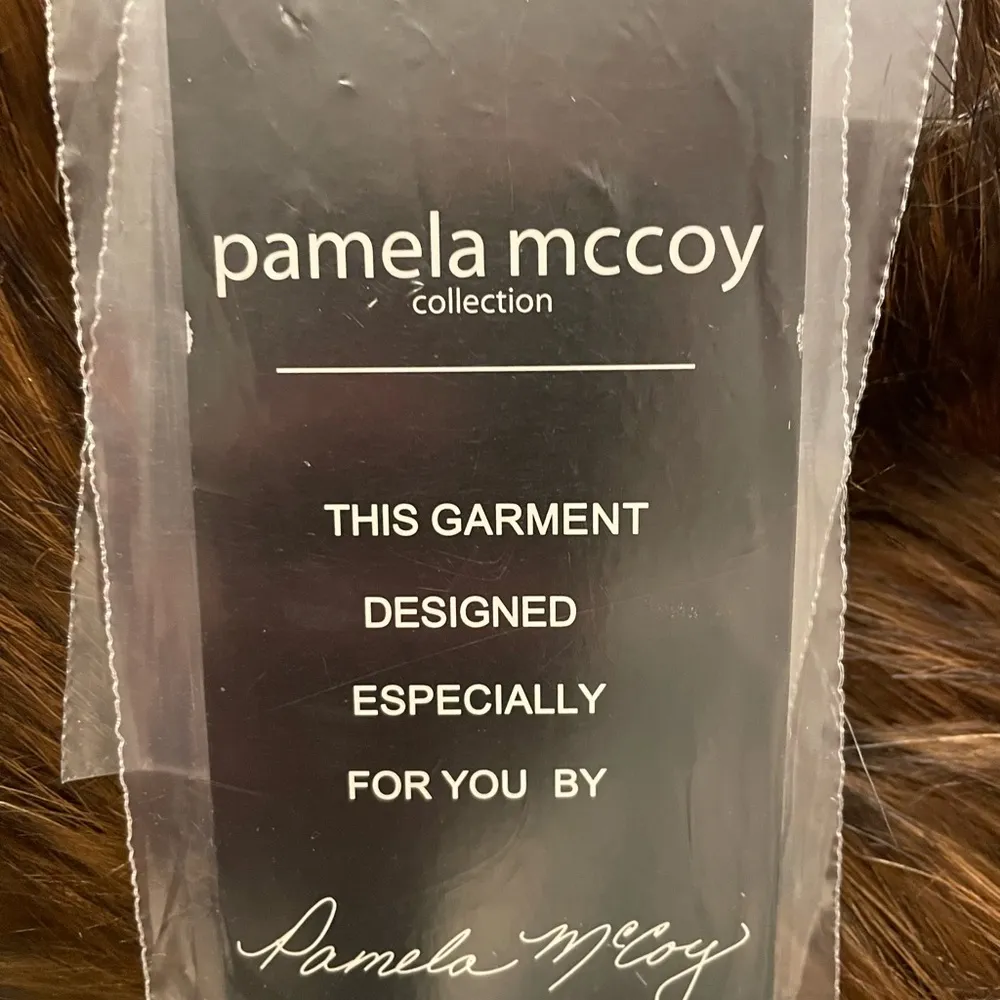 pamela mccoy
collection
THIS GARMENT
DESIGNED
ESPECIALLY
FOR YOU BY
Pamela McCoy